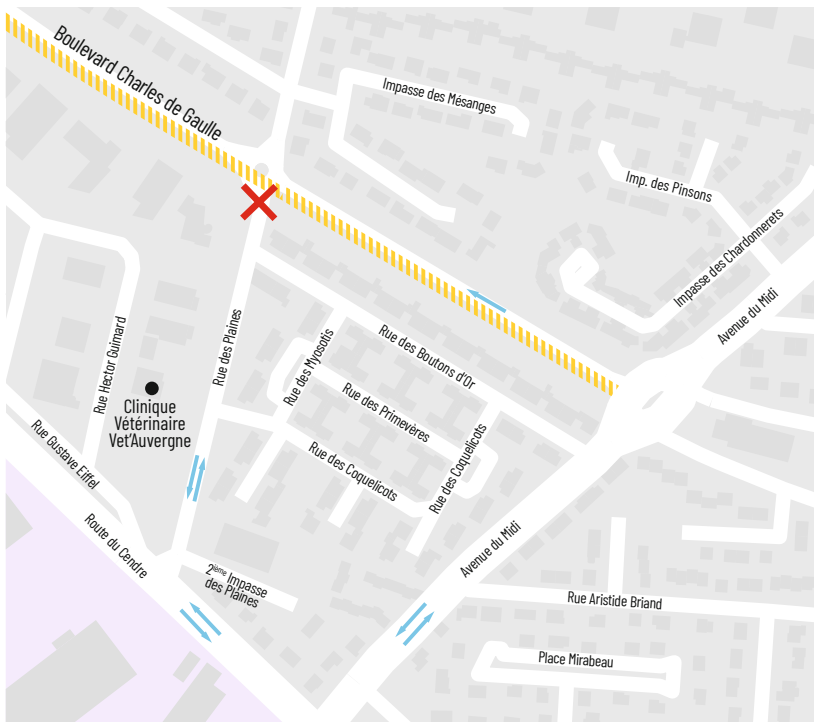 Boulevard Charles de Gaulle
Impasse des Mésanges
Imp. des Pinsons
Impasse des Chardonnerets
Avenue du Midi
Rue des Plaines
Rue Hector Guimard
Rue des Myosotis
Rue des Boutons d'Or
Rue des Primevères
Clinique
Vétérinaire
Vet'Auvergne
Rue Gustave Eiffel
Rue des Coquelicots
Rue des Coquelicots
Route du Cendre
Avenue du Midi
2ième Impasse
des Plaines
Rue Aristide Briand
Place Mirabeau